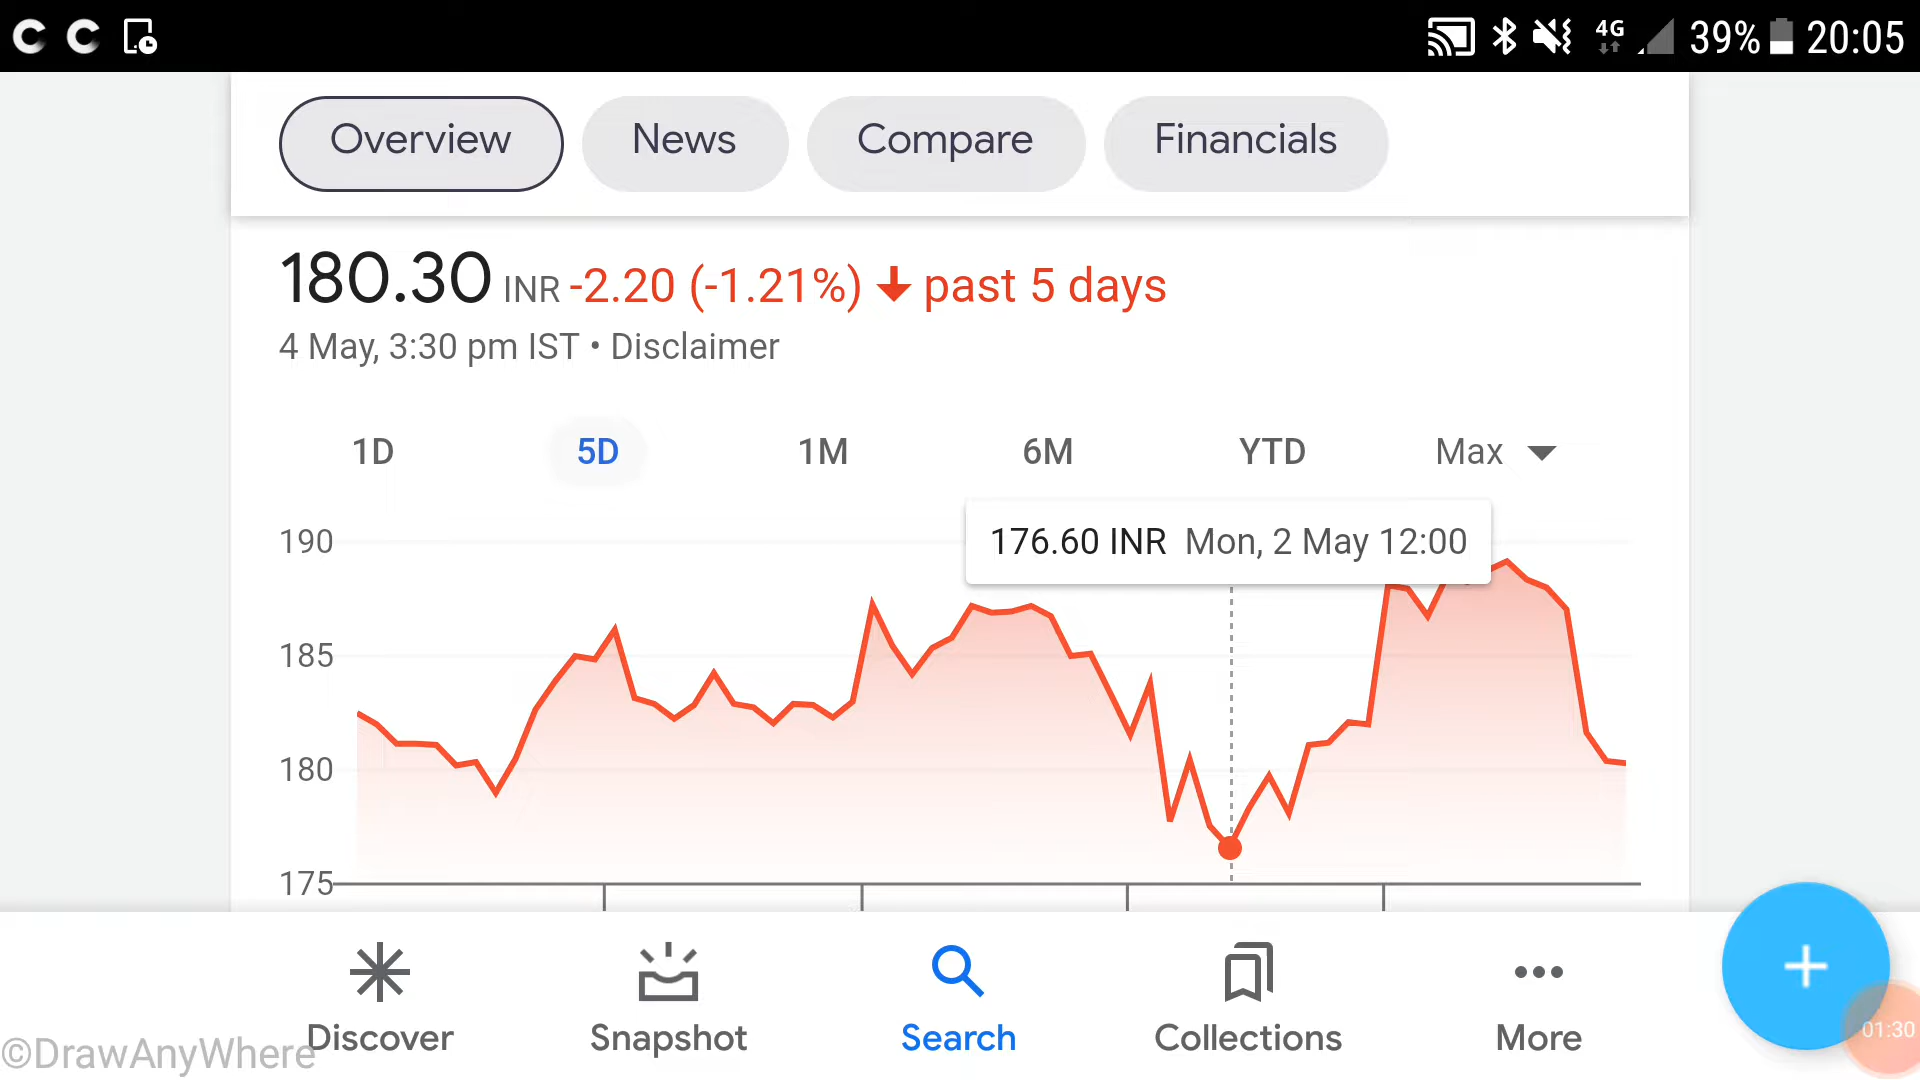 4G 39% 20:05
Overview News Compare Financials
180.30 INR -2.20 (-1.21%) past 5 days
4 May, 3:30 pm IST • Disclaimer
1D 5D 1M 6M YTD Max
176.60 INR Mon, 2 May 12:00
190
185
180
175
Discover Snapshot Search Collections More
01:30
©DrawAnyWhere